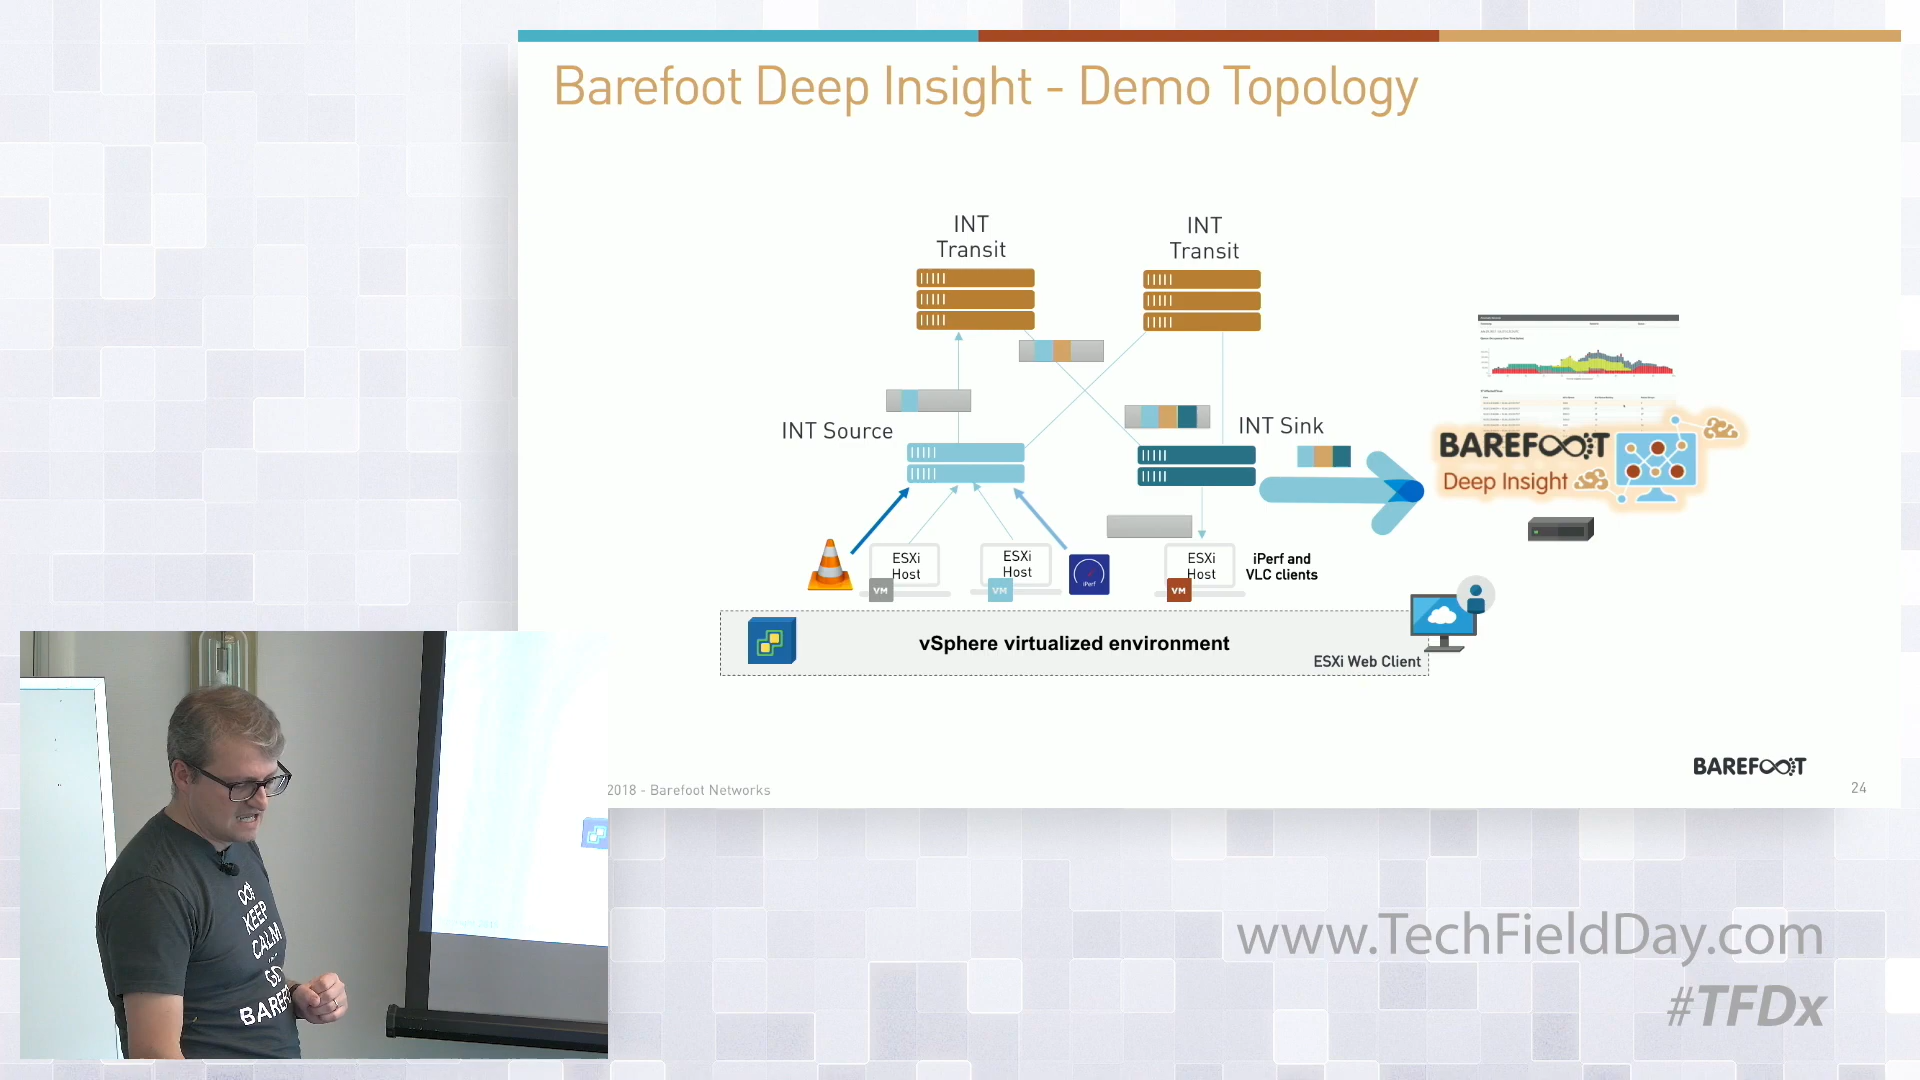 Barefoot Deep Insight - Demo Topology
INT
Transit
INT
Transit
INT Source
INT Sink
BAREFOOT
Deep Insight
ESXi
Host
VM
ESXi
Host
VM
iPerf
ESXi
Host
VM
iPerf and
VLC clients
vSphere virtualized environment
ESXi Web Client
BAREFOOT
2018 - Barefoot Networks
24
KEEP
CALM
www.TechFieldDay.com
#TFDx